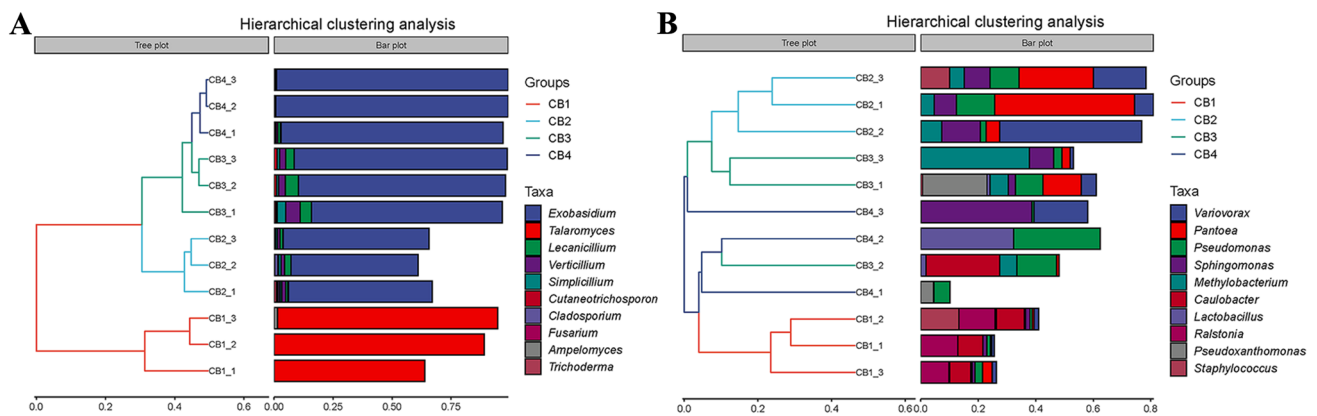 A
Hierarchical clustering analysis
Tree plot
Bar plot
CB4_3
CB4_2
CB4_1
CB3_3
CB3_2
CB3_1
CB2_3
CB2_2
CB2_1
CB1_3
CB1_2
CB1_1
0.0 0.2 0.4 0.6
0.00 0.25 0.50 0.75
Groups
CB1
CB2
CB3
CB4
Taxa
Exobasidium
Talaromyces
Lecanicillium
Verticillium
Simplicillium
Cutaneotrichosporon
Cladosporium
Fusarium
Ampelomyces
Trichoderma
B
Hierarchical clustering analysis
Tree plot
Bar plot
CB2_3
CB2_1
CB2_2
CB3_3
CB3_1
CB4_3
CB4_2
CB3_2
CB4_1
CB1_2
CB1_1
CB1_3
0.0 0.2 0.4 0.6
0.0 0.2 0.4 0.6 0.8
Groups
CB1
CB2
CB3
CB4
Taxa
Variovorax
Pantoea
Pseudomonas
Sphingomonas
Methylobacterium
Caulobacter
Lactobacillus
Ralstonia
Pseudoxanthomonas
Staphylococcus